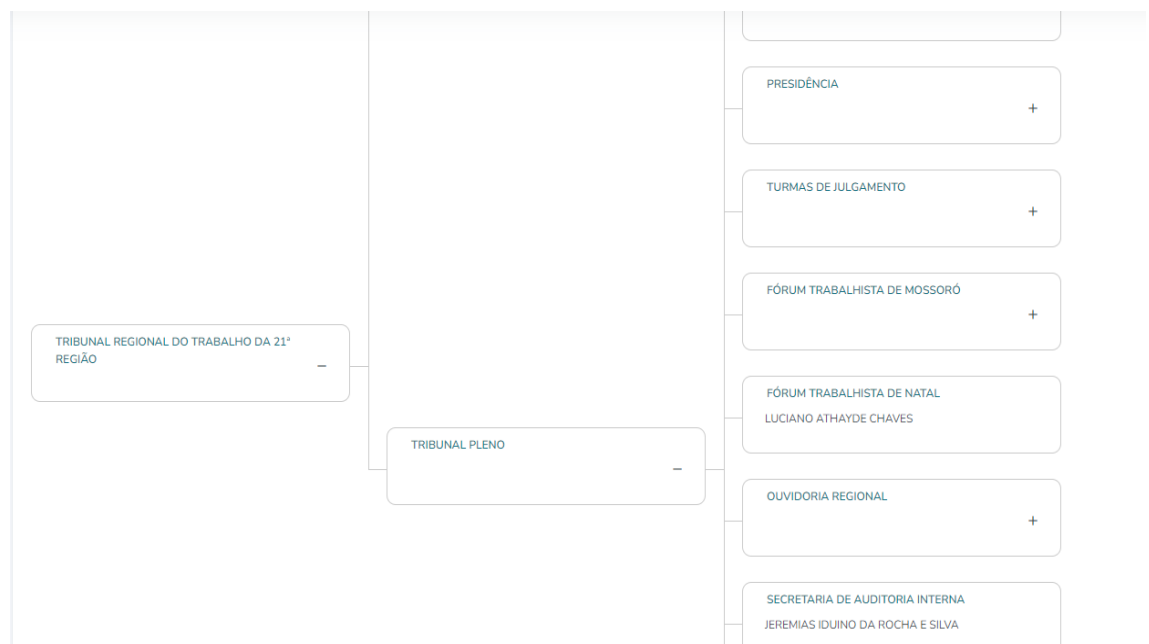 PRESIDÊNCIA
+
TURMAS DE JULGAMENTO
+
FÓRUM TRABALHISTA DE MOSSORÓ
+
TRIBUNAL REGIONAL DO TRABALHO DA 21ª
REGIÃO
−
FÓRUM TRABALHISTA DE NATAL
LUCIANO ATHAYDE CHAVES
TRIBUNAL PLENO
−
OUVIDORIA REGIONAL
+
SECRETARIA DE AUDITORIA INTERNA
JEREMIAS IDUINO DA ROCHA E SILVA